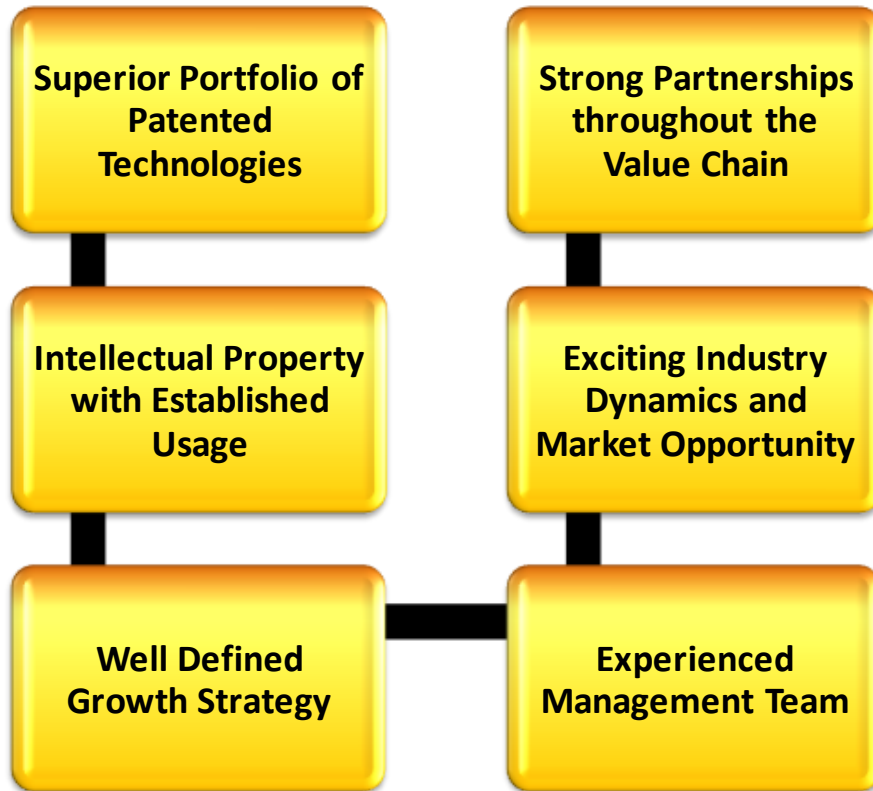 Superior Portfolio of
Patented
Technologies
Intellectual Property
with Established
Usage
Well Defined
Growth Strategy
Experienced
Management Team
Exciting Industry
Dynamics and
Market Opportunity
Strong Partnerships
throughout the
Value Chain